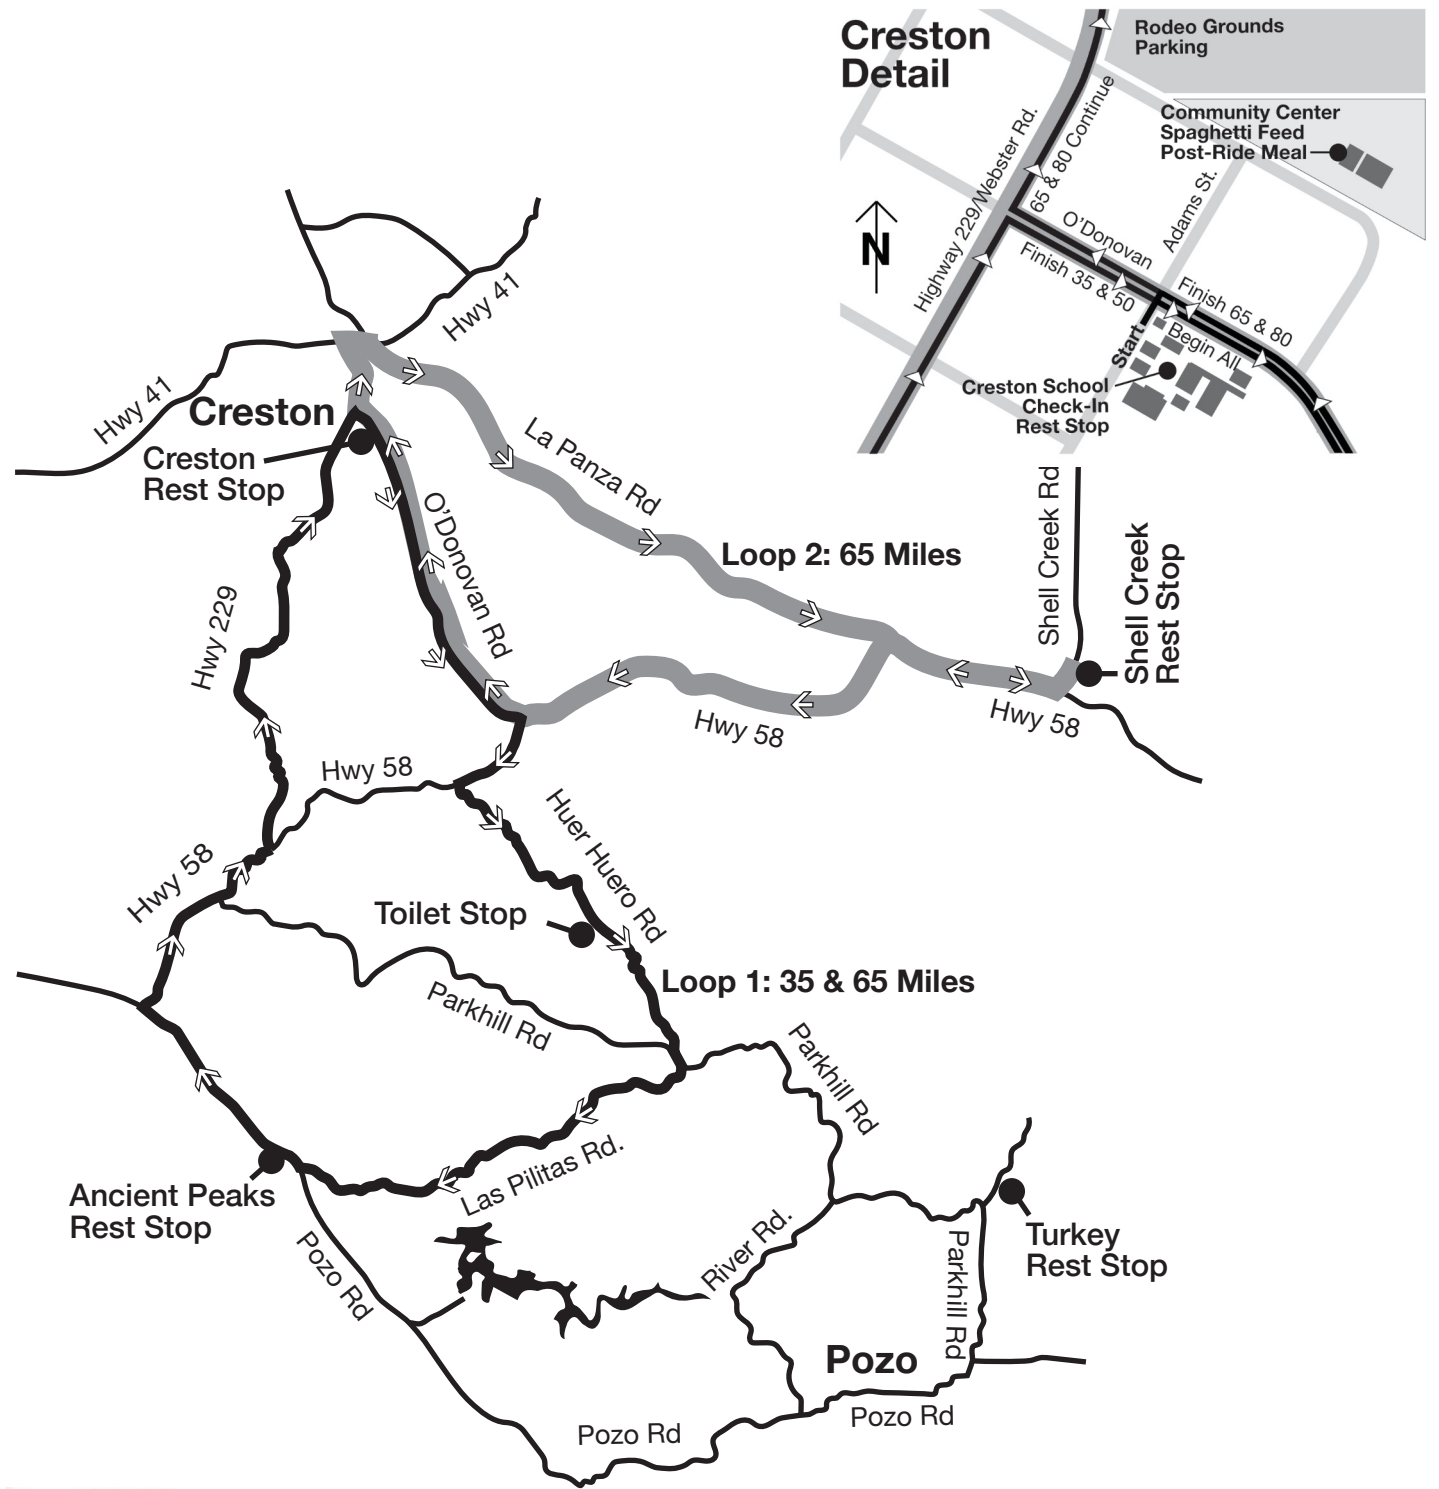 Creston
Detail
Rodeo Grounds
Parking
Community Center
Spaghetti Feed
Post-Ride Meal
Highway 229/Webster Rd.
65 & 80 Continue
Adams St.
O'Donovan
Finish 35 & 50
Finish 65 & 80
Begin All
Start
N
Creston School
Check-In
Rest Stop
Hwy 41
Hwy 41
Creston
Creston
Rest Stop
La Panza Rd
O'Donovan Rd
Loop 2: 65 Miles
Shell Creek Rd
Shell Creek
Rest Stop
Hwy 229
Hwy 58
Hwy 58
Hwy 58
Huer Huero Rd
Hwy 58
Toilet Stop
Loop 1: 35 & 65 Miles
Parkhill Rd
Parkhill Rd
Las Pilitas Rd.
Ancient Peaks
Rest Stop
Pozo Rd
River Rd.
Parkhill Rd
Turkey
Rest Stop
Pozo
Pozo Rd
Pozo Rd